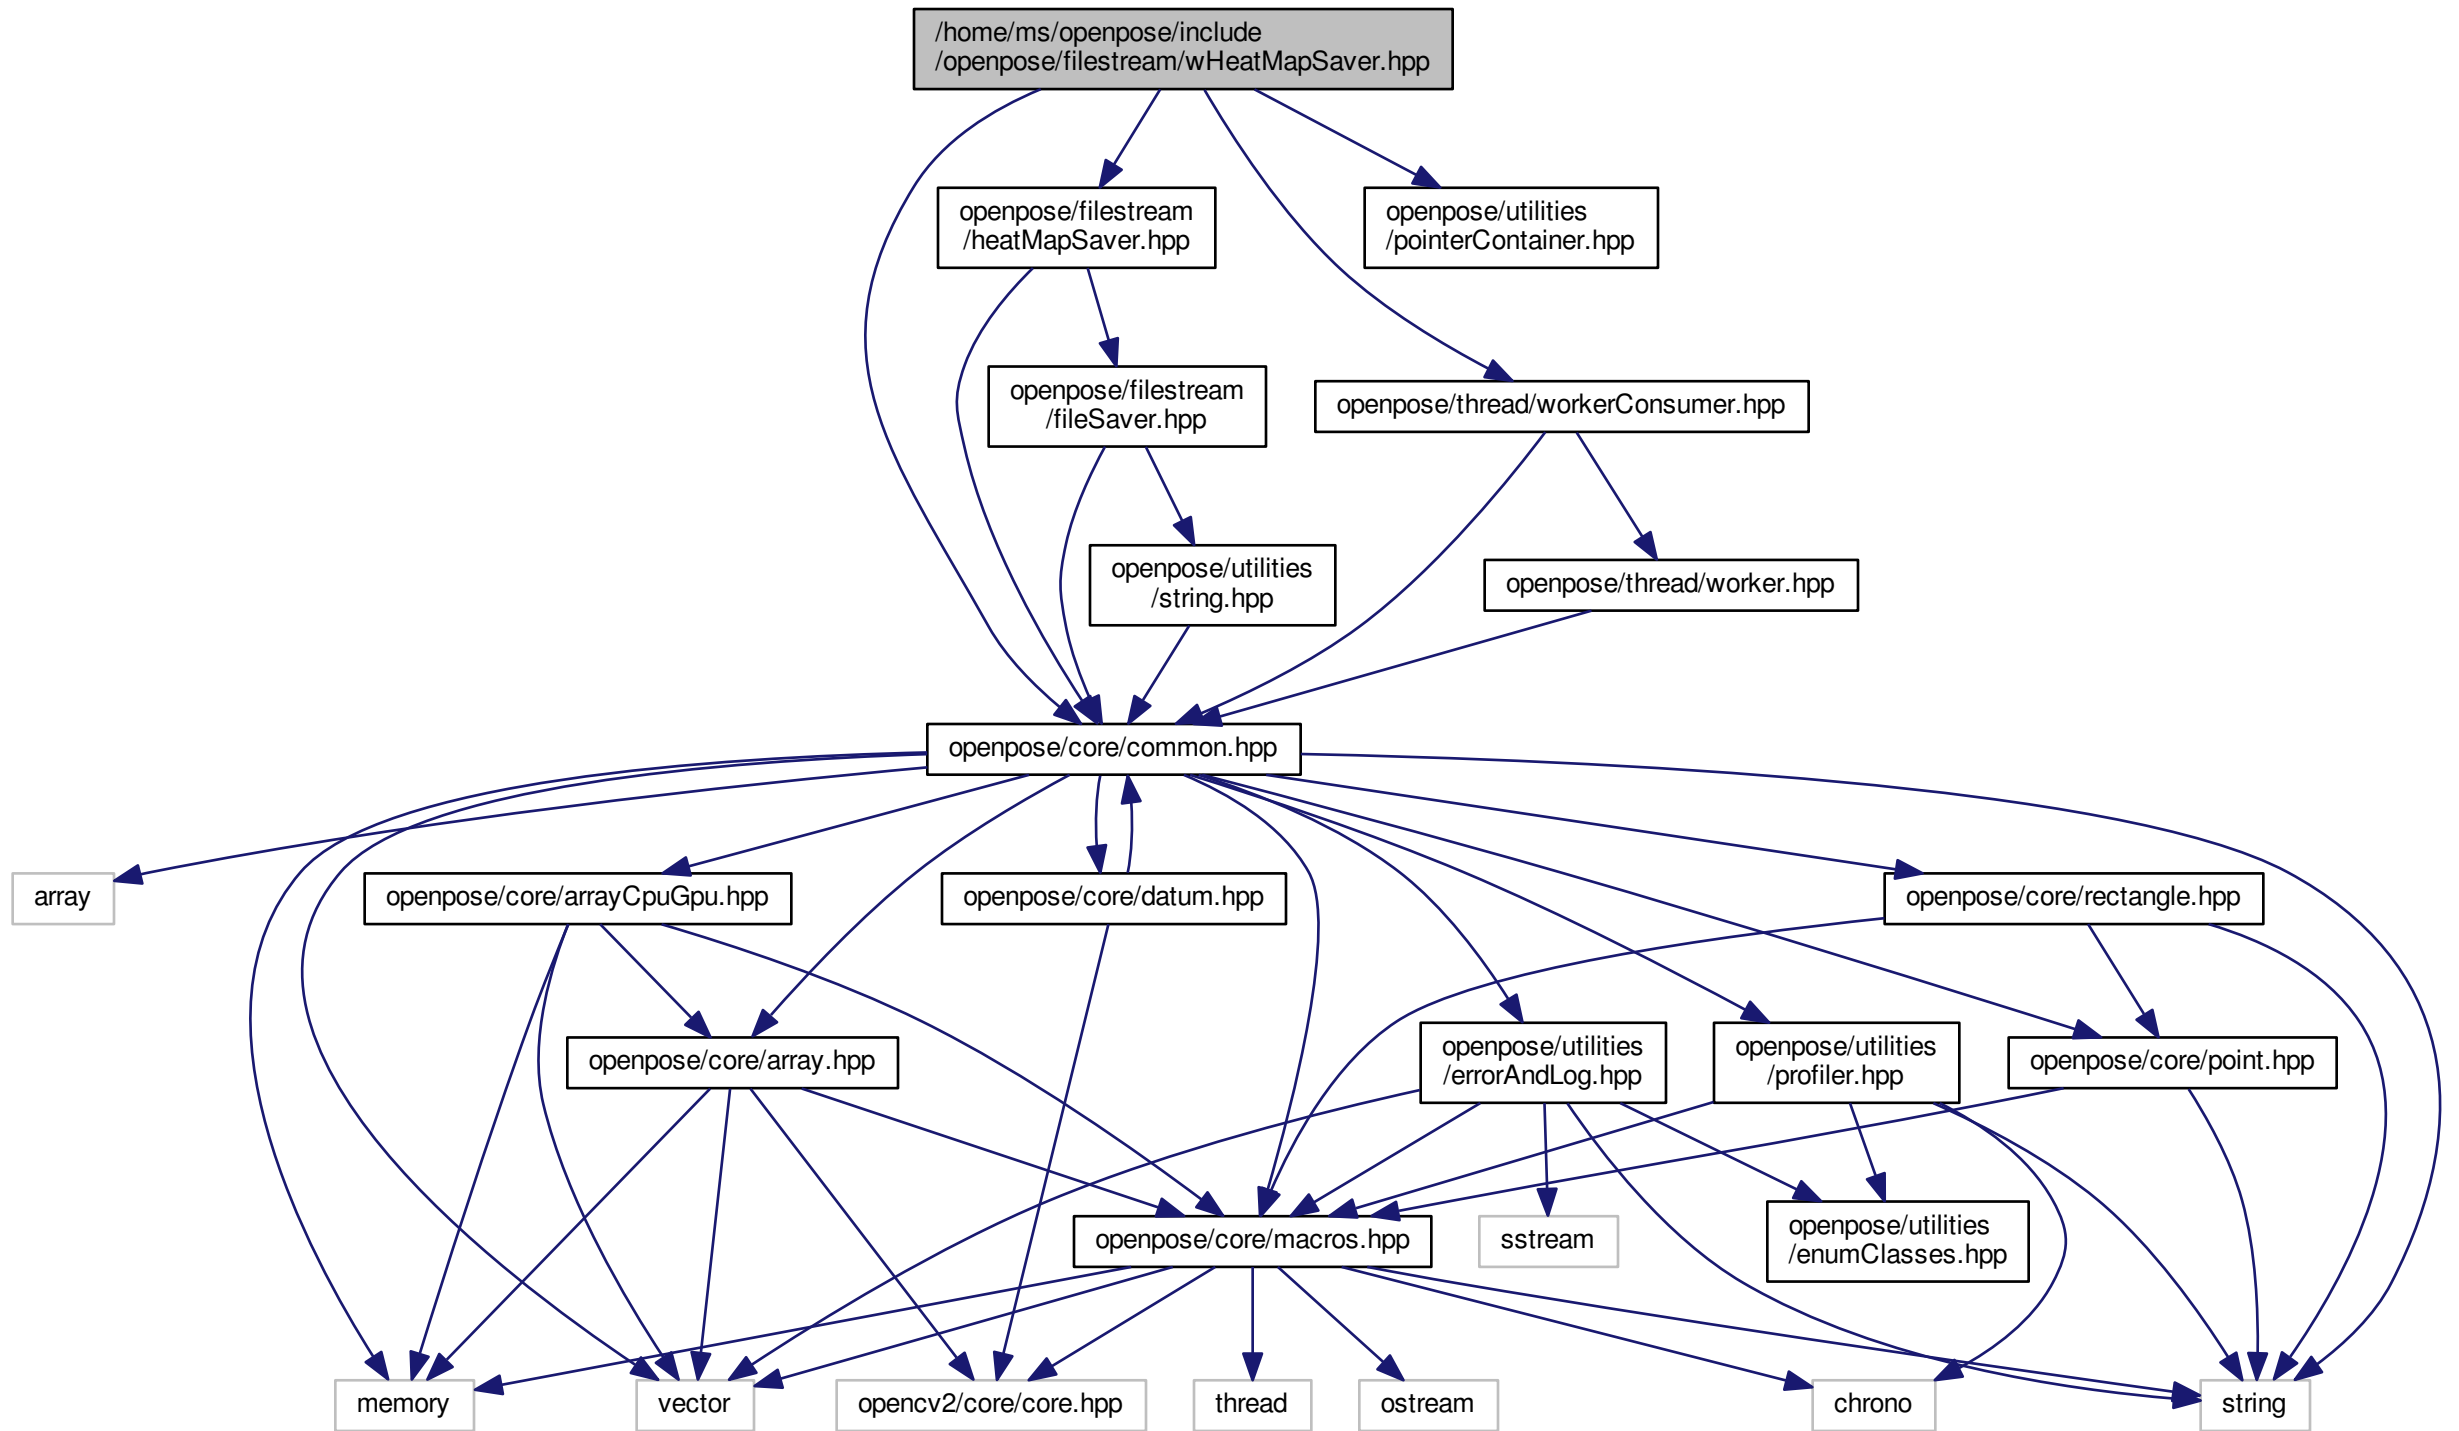 /home/ms/openpose/include
/openpose/filestream/wHeatMapSaver.hpp
openpose/filestream
/heatMapSaver.hpp
openpose/utilities
/pointerContainer.hpp
openpose/filestream
/fileSaver.hpp
openpose/thread/workerConsumer.hpp
openpose/utilities
/string.hpp
openpose/thread/worker.hpp
openpose/core/common.hpp
array
openpose/core/arrayCpuGpu.hpp
openpose/core/datum.hpp
openpose/core/rectangle.hpp
openpose/core/array.hpp
openpose/utilities
/errorAndLog.hpp
openpose/utilities
/profiler.hpp
openpose/core/point.hpp
openpose/core/macros.hpp
sstream
openpose/utilities
/enumClasses.hpp
memory
vector
opencv2/core/core.hpp
thread
ostream
chrono
string